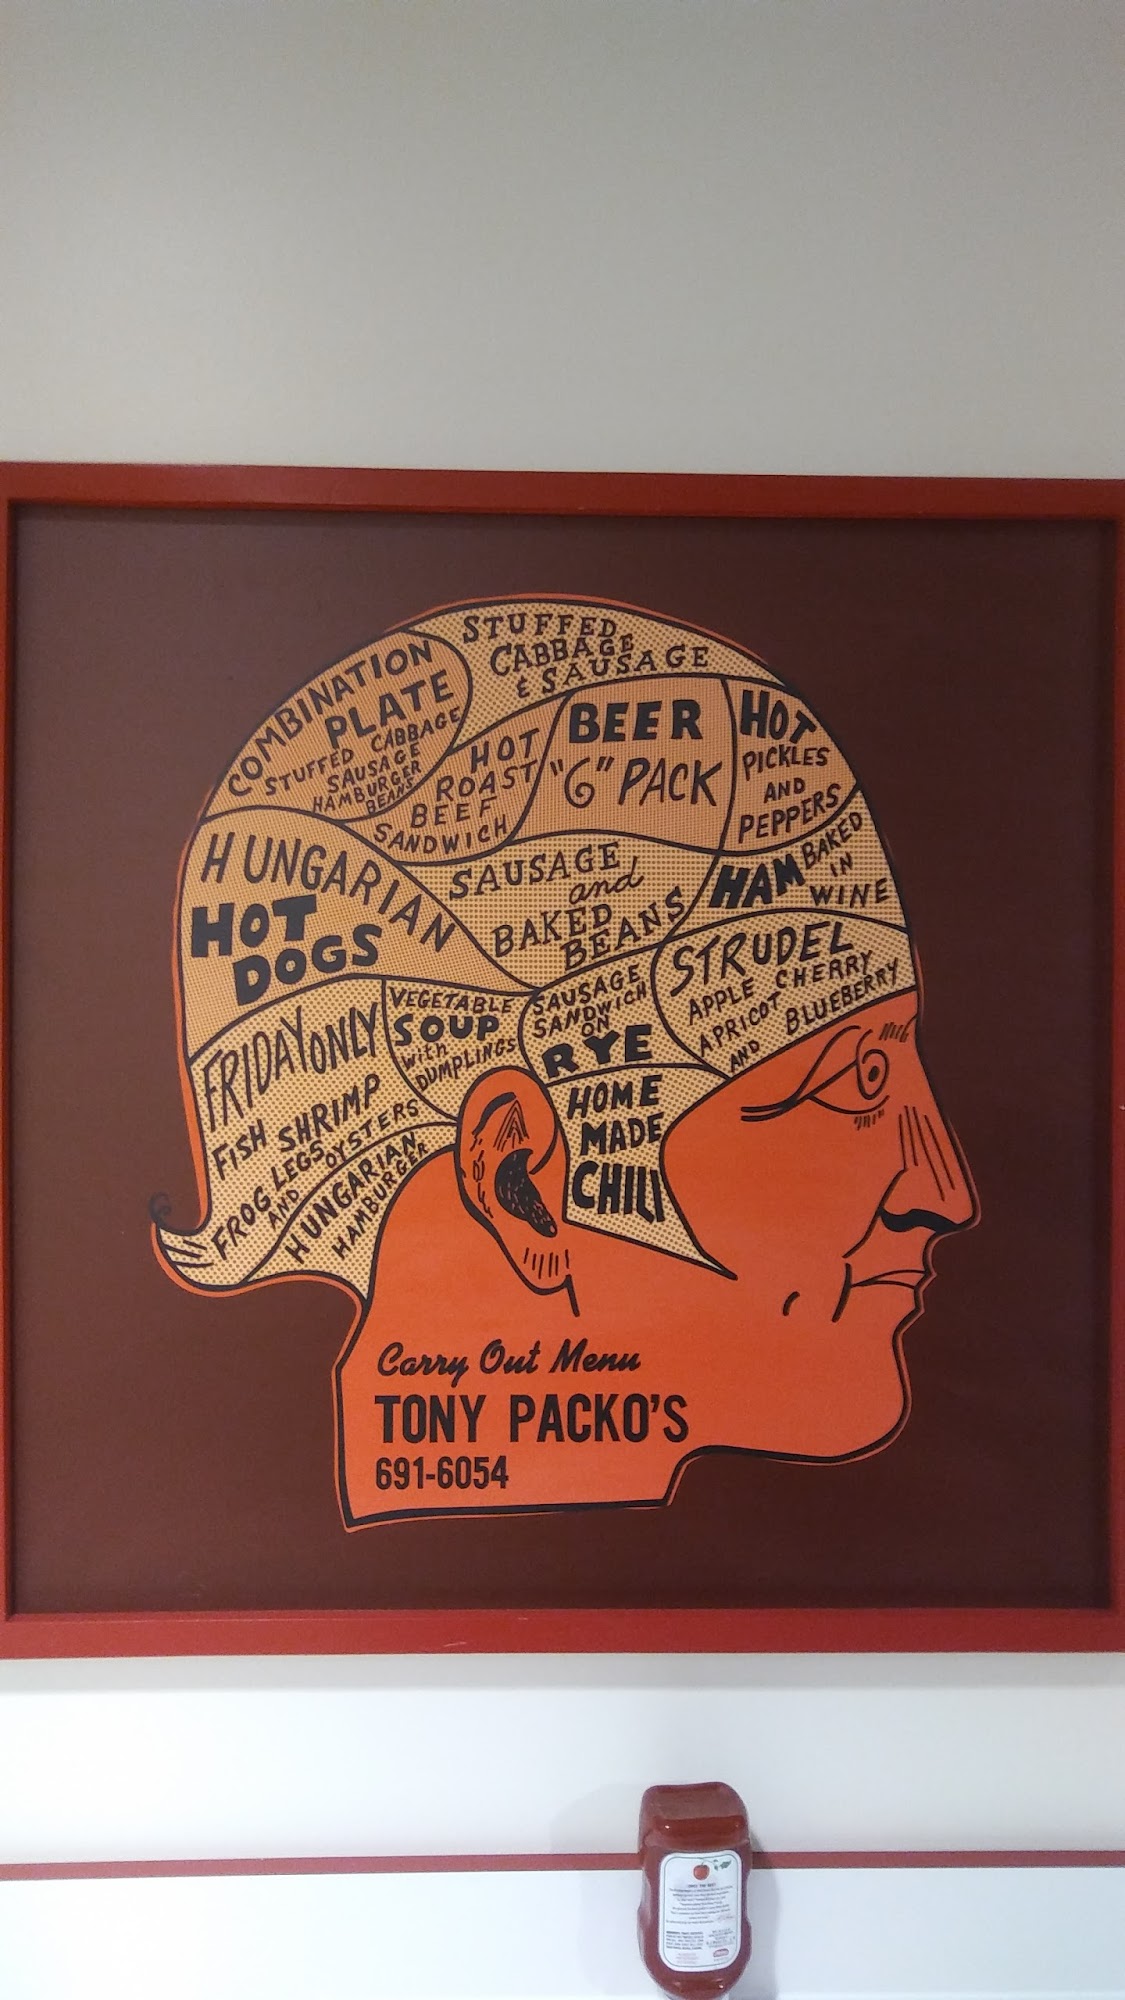 STUFFED
CABBAGE
& SAUSAGE
COMBINATION
PLATE
STUFFED CABBAGE
SAUSAGE
HAMBURGER
BEANS
HOT
ROAST
BEEF
SANDWICH
BEER
"6" PACK
HOT
PICKLES
AND
PEPPERS
HUNGARIAN
HOT
DOGS
SAUSAGE
and
BAKED
BEANS
HAM BAKED
IN
WINE
STRUDEL
APPLE CHERRY
APRICOT
AND BLUEBERRY
FRIDAY ONLY
FISH SHRIMP
FROG LEGS
AND OYSTERS
VEGETABLE
SOUP
with
DUMPLINGS
SAUSAGE
SANDWICH
ON
RYE
HOME
MADE
CHILI
HUNGARIAN
HAMBURGER
Carry Out Menu
TONY PACKO'S
691-6054